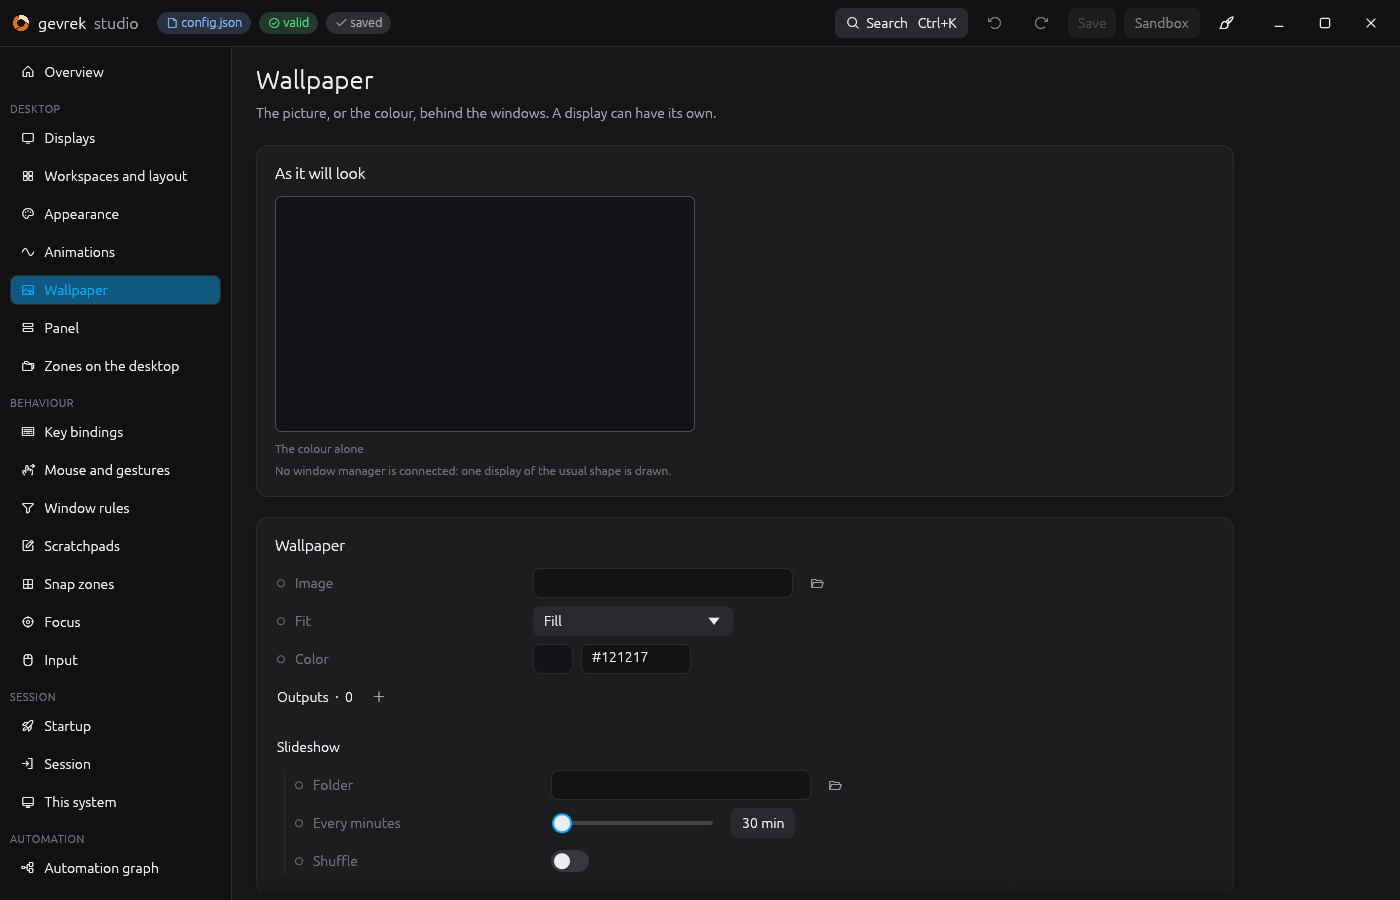 gevrek studio config.json valid saved Search Ctrl+K Save Sandbox
Overview
DESKTOP
Displays
Workspaces and layout
Appearance
Animations
Wallpaper
Panel
Zones on the desktop
BEHAVIOUR
Key bindings
Mouse and gestures
Window rules
Scratchpads
Snap zones
Focus
Input
SESSION
Startup
Session
This system
AUTOMATION
Automation graph
Wallpaper
The picture, or the colour, behind the windows. A display can have its own.
As it will look
The colour alone
No window manager is connected: one display of the usual shape is drawn.
Wallpaper
Image
Fit Fill
Color #121217
Outputs · 0
Slideshow
Folder
Every minutes 30 min
Shuffle